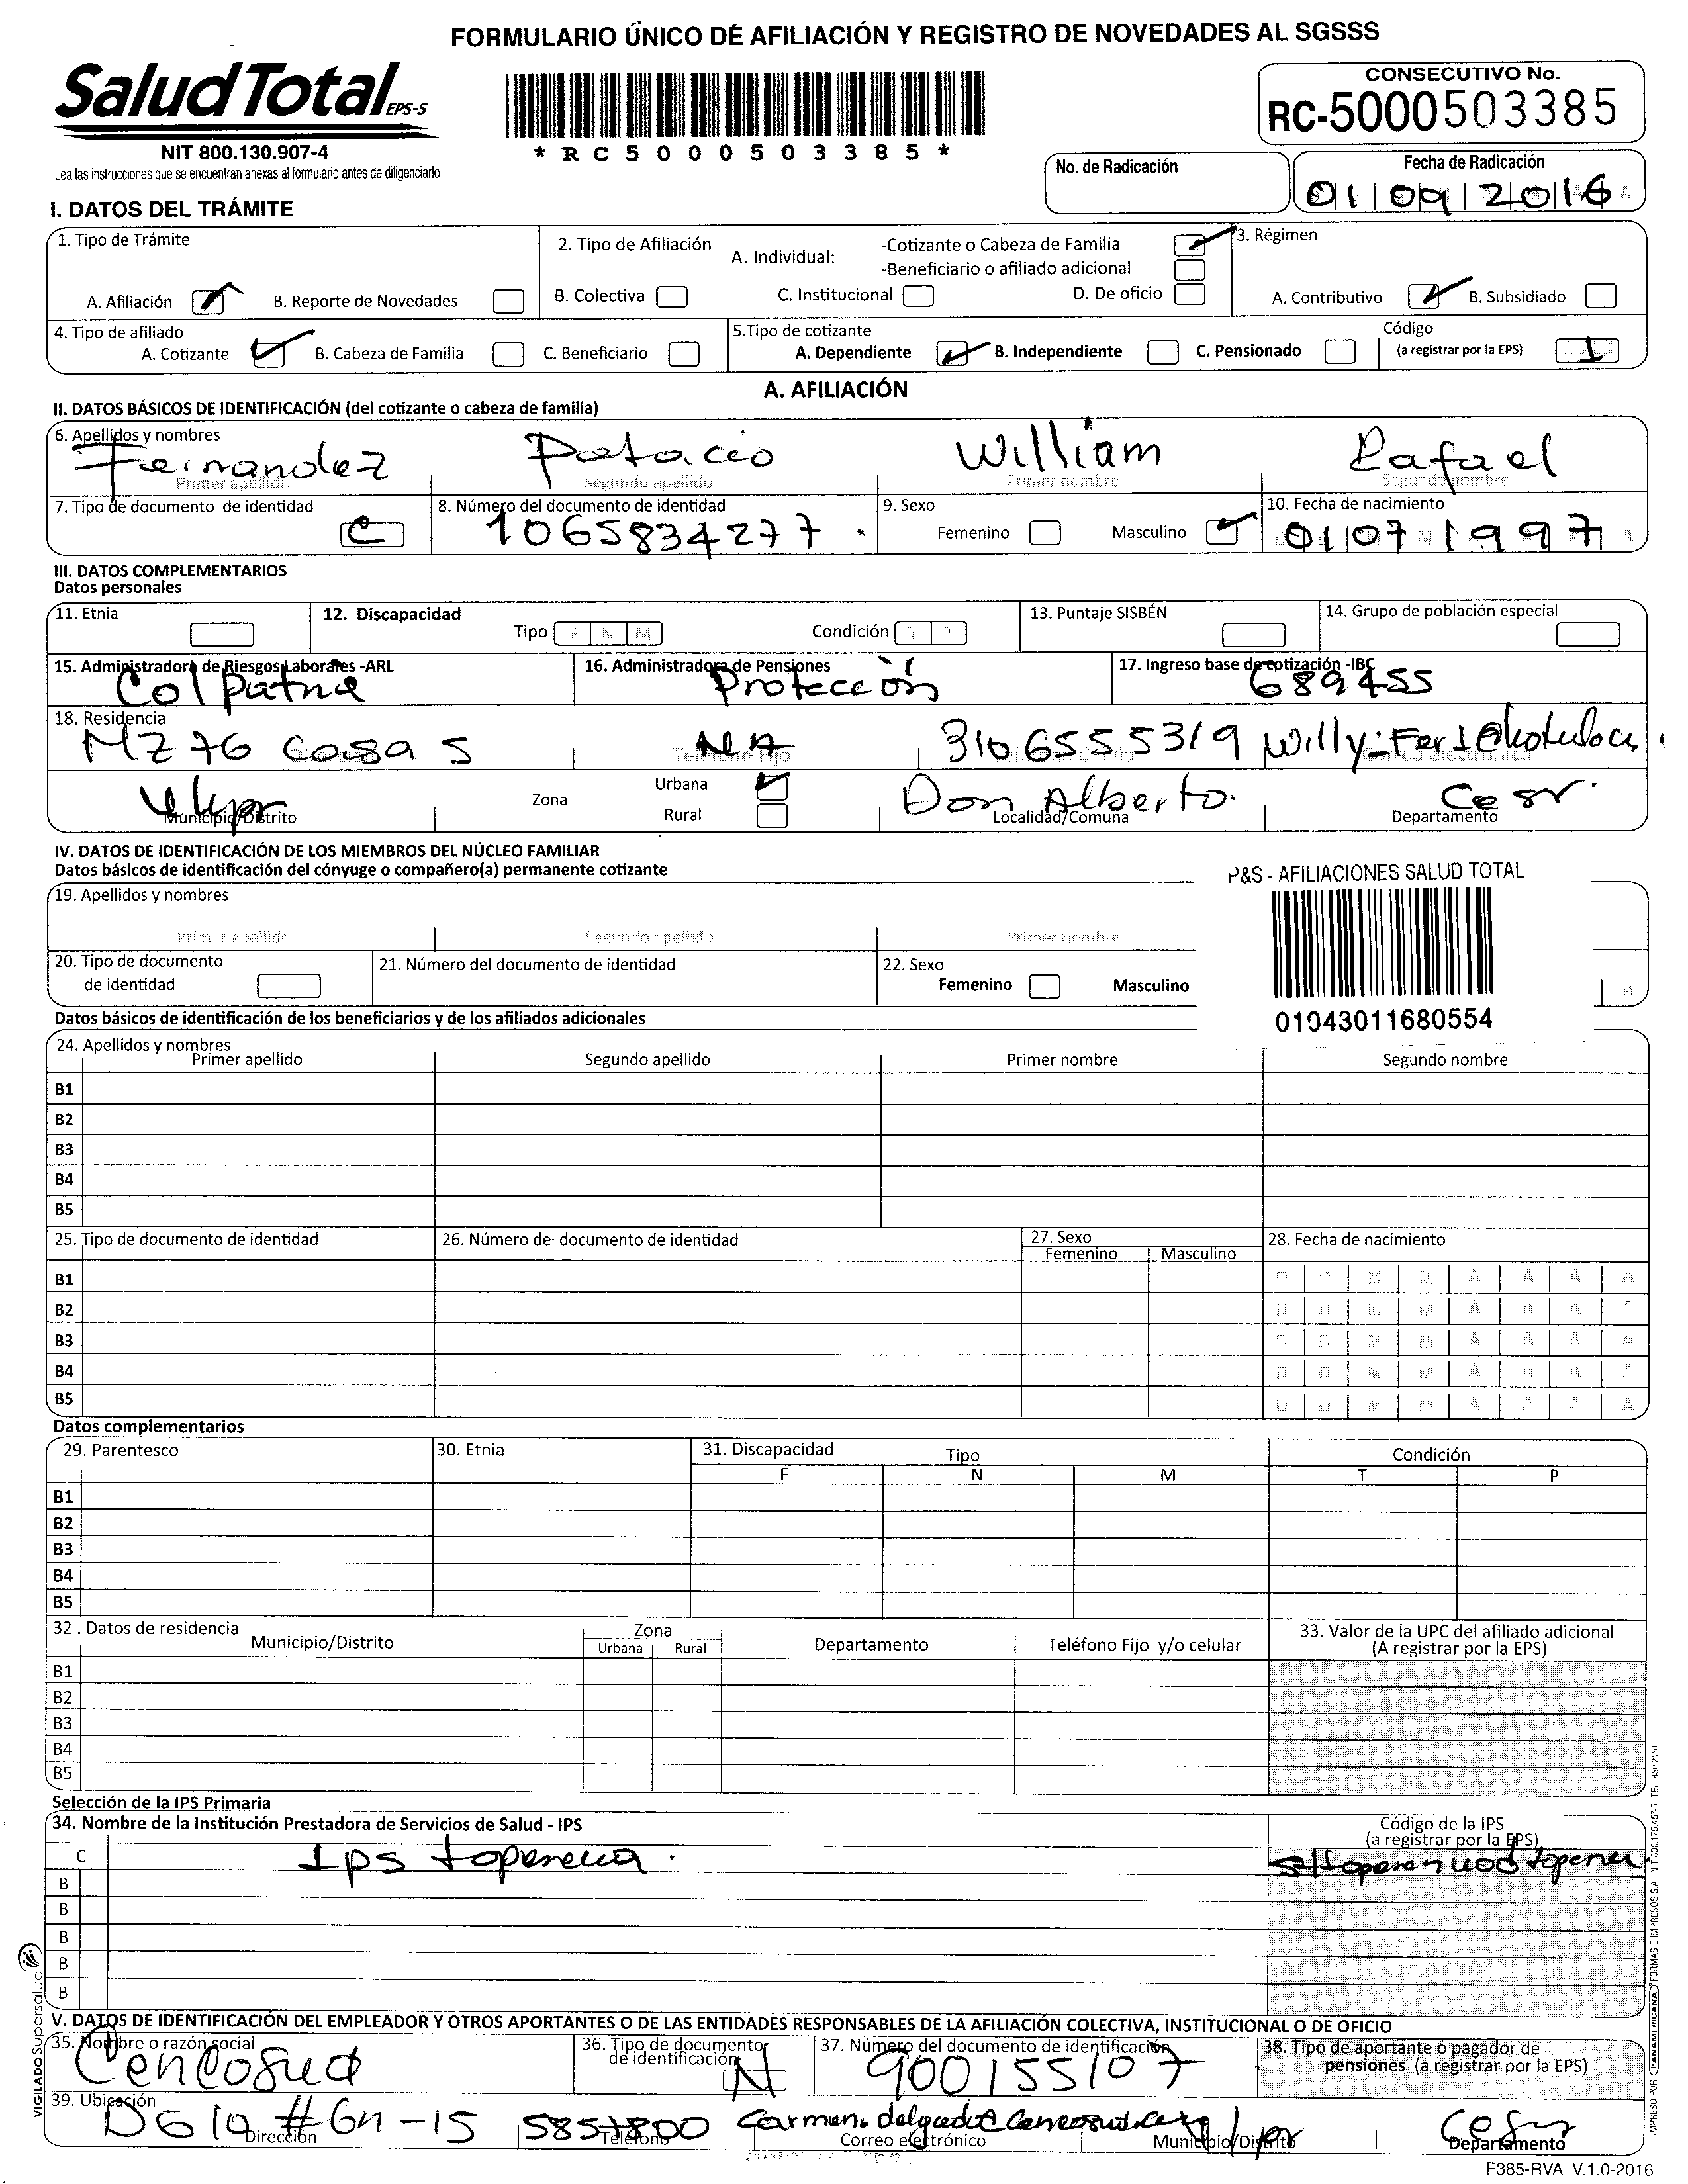 FORMULARIO ÚNICO DE AFILIACIÓN Y REGISTRO DE NOVEDADES AL SGSSS
SaludTotal EPS-S
NIT 800.130.907-4
Lea las instrucciones que se encuentran anexas al formulario antes de diligenciarlo
*RC5000503385*
CONSECUTIVO No.
RC-5000503385
No. de Radicación
Fecha de Radicación
01 09 2016
I. DATOS DEL TRÁMITE
1. Tipo de Trámite
A. Afiliación B. Reporte de Novedades
2. Tipo de Afiliación A. Individual: -Cotizante o Cabeza de Familia
-Beneficiario o afiliado adicional
B. Colectiva C. Institucional D. De oficio
3. Régimen
A. Contributivo B. Subsidiado
4. Tipo de afiliado
A. Cotizante B. Cabeza de Familia C. Beneficiario
5.Tipo de cotizante
A. Dependiente B. Independiente C. Pensionado
Código
(a registrar por la EPS) 1
A. AFILIACIÓN
II. DATOS BÁSICOS DE IDENTIFICACIÓN (del cotizante o cabeza de familia)
6. Apellidos y nombres
Fernandez Palacio William Rafael
Primer apellido Segundo apellido Primer nombre Segundo nombre
7. Tipo de documento de identidad C
8. Número del documento de identidad
1065834277
9. Sexo
Femenino Masculino
10. Fecha de nacimiento
01 07 1997
III. DATOS COMPLEMENTARIOS
Datos personales
11. Etnia
12. Discapacidad Tipo F N M Condición T P
13. Puntaje SISBÉN
14. Grupo de población especial
15. Administradora de Riesgos Laborales -ARL
Colpatria
16. Administradora de Pensiones
Protección
17. Ingreso base de cotización -IBC
689455
18. Residencia
MZ 76 casa 5 NA 3106555319
Dirección Teléfono Fijo Teléfono Celular Correo electrónico
Zona Urbana Rural
Don Alberto. Cesar
Municipio/Distrito Localidad/Comuna Departamento
IV. DATOS DE IDENTIFICACIÓN DE LOS MIEMBROS DEL NÚCLEO FAMILIAR
Datos básicos de identificación del cónyuge o compañero(a) permanente cotizante
P&S - AFILIACIONES SALUD TOTAL
01043011680554
19. Apellidos y nombres
Primer apellido Segundo apellido Primer nombre
20. Tipo de documento
de identidad
21. Número del documento de identidad
22. Sexo
Femenino Masculino
A
Datos básicos de identificación de los beneficiarios y de los afiliados adicionales
24. Apellidos y nombres
Primer apellido Segundo apellido Primer nombre Segundo nombre
B1
B2
B3
B4
B5
25. Tipo de documento de identidad 26. Número del documento de identidad 27. Sexo 28. Fecha de nacimiento
Femenino Masculino
B1 D D M M A A A A
B2 D D M M A A A A
B3 D D M M A A A A
B4 D D M M A A A A
B5 D D M M A A A A
Datos complementarios
29. Parentesco 30. Etnia 31. Discapacidad Tipo Condición
F N M T P
B1
B2
B3
B4
B5
32 . Datos de residencia
Municipio/Distrito Zona Departamento Teléfono Fijo y/o celular
Urbana Rural
33. Valor de la UPC del afiliado adicional
(A registrar por la EPS)
B1
B2
B3
B4
B5
Selección de la IPS Primaria
34. Nombre de la Institución Prestadora de Servicios de Salud - IPS
Código de la IPS
(a registrar por la EPS)
C Ips
B
B
B
B
B
V. DATOS DE IDENTIFICACIÓN DEL EMPLEADOR Y OTROS APORTANTES O DE LAS ENTIDADES RESPONSABLES DE LA AFILIACIÓN COLECTIVA, INSTITUCIONAL O DE OFICIO
35. Nombre o razón social
Cencosud
36. Tipo de documento
de identificación N
37. Número del documento de identificación
900155107
38. Tipo de aportante o pagador de
pensiones (a registrar por la EPS)
39. Ubicación
DG 10 #6n-15 5857800
Dirección Teléfono Correo electrónico Municipio/Distrito Departamento
F385-RVA V.1.0-2016
VIGILADO Supersalud
IMPRESO POR PANAMERICANA FORMAS E IMPRESOS S.A. NIT 800.175.457-5 TEL. 430 2110